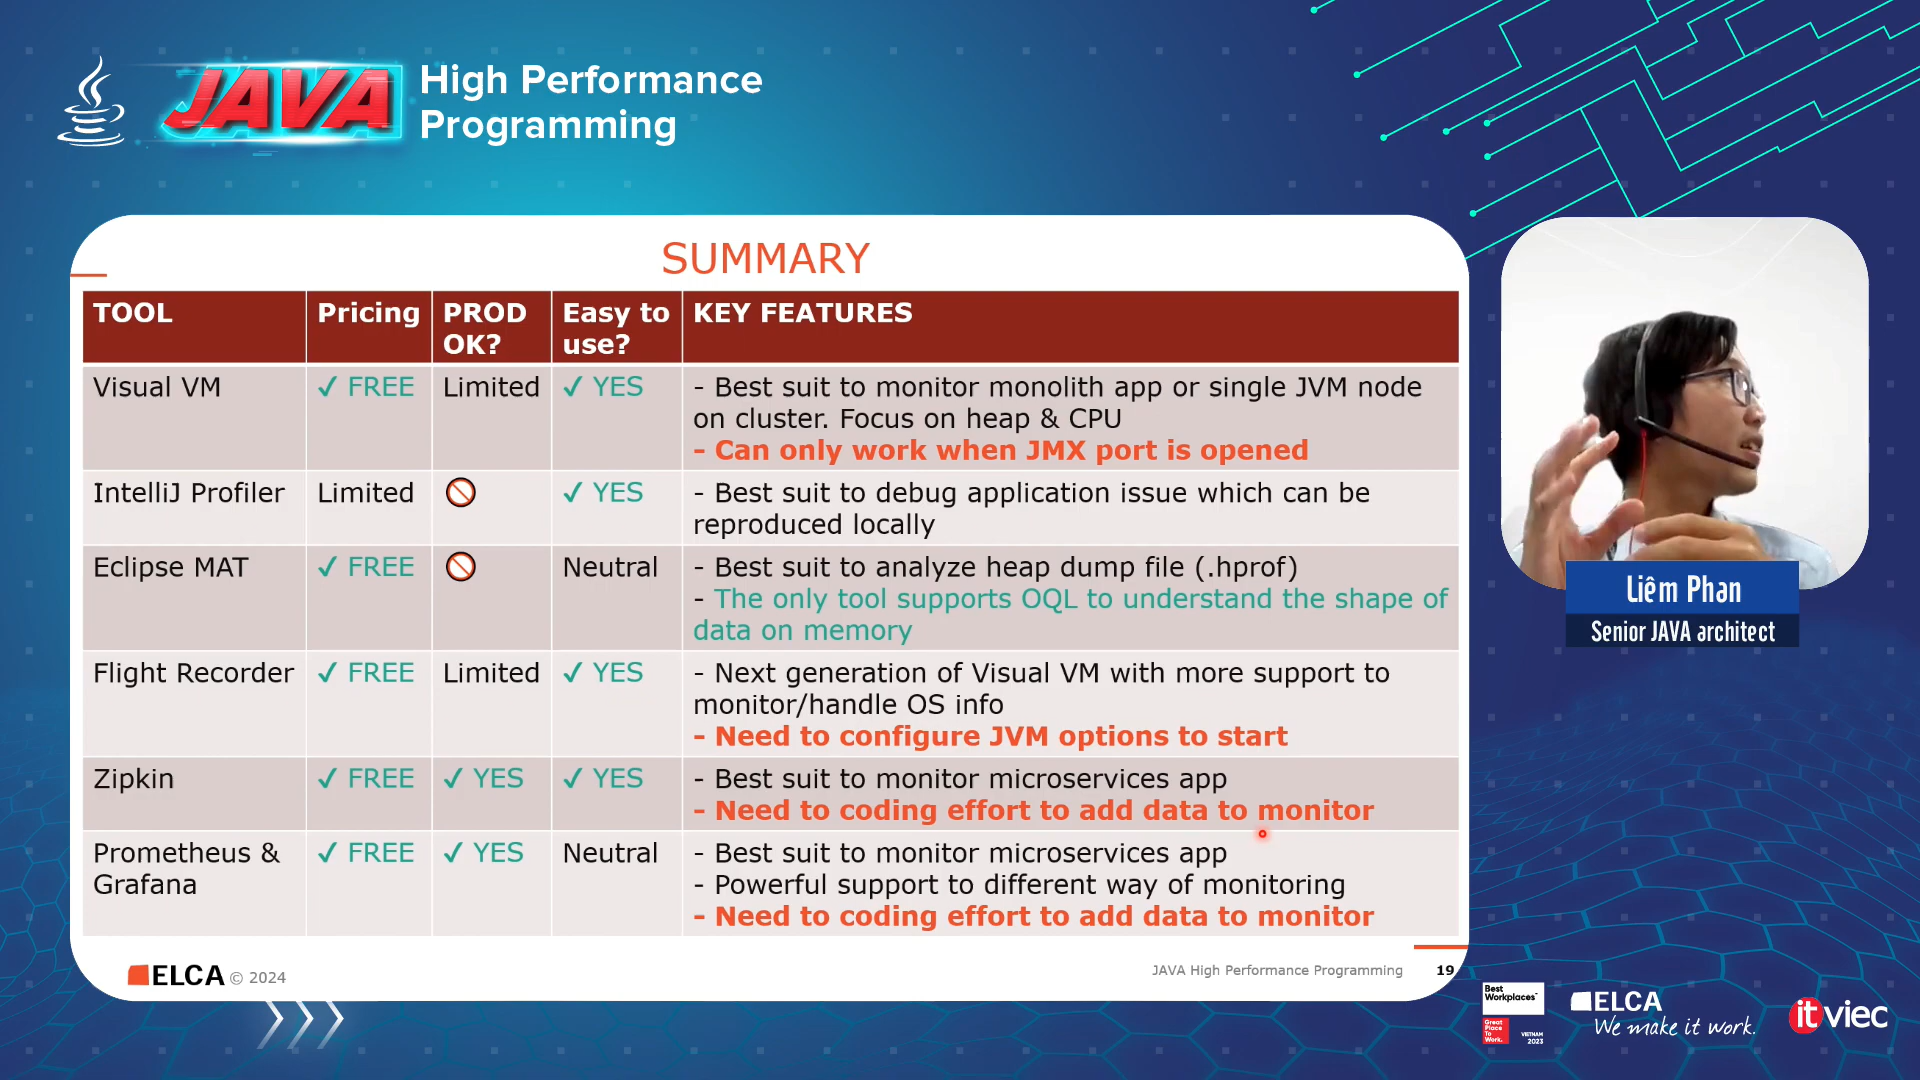 JAVA High Performance
Programming
SUMMARY
TOOL Pricing PROD OK? Easy to use? KEY FEATURES
Visual VM ✓ FREE Limited ✓ YES - Best suit to monitor monolith app or single JVM node
on cluster. Focus on heap & CPU
- Can only work when JMX port is opened
IntelliJ Profiler Limited 🚫 ✓ YES - Best suit to debug application issue which can be
reproduced locally
Eclipse MAT ✓ FREE 🚫 Neutral - Best suit to analyze heap dump file (.hprof)
- The only tool supports OQL to understand the shape of
data on memory
Flight Recorder ✓ FREE Limited ✓ YES - Next generation of Visual VM with more support to
monitor/handle OS info
- Need to configure JVM options to start
Zipkin ✓ FREE ✓ YES ✓ YES - Best suit to monitor microservices app
- Need to coding effort to add data to monitor
Prometheus & Grafana ✓ FREE ✓ YES Neutral - Best suit to monitor microservices app
- Powerful support to different way of monitoring
- Need to coding effort to add data to monitor
ELCA © 2024
JAVA High Performance Programming 19
Liêm Phan
Senior JAVA architect
Best
Workplaces™
Great
Place
To
Work.
VIETNAM
2023
ELCA
We make it work.
it viec